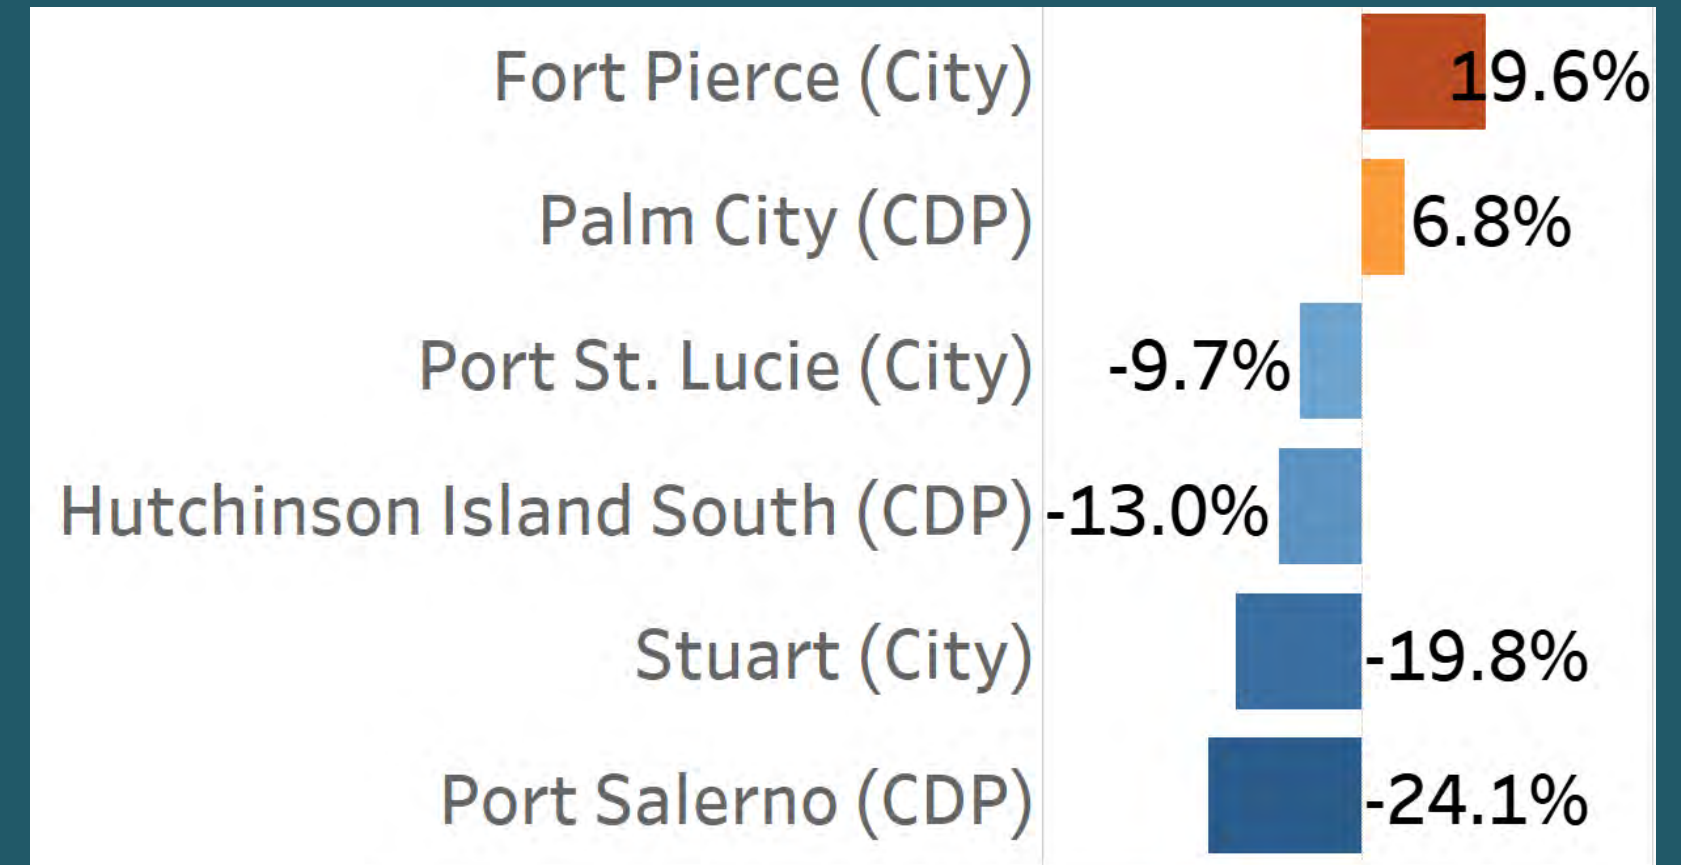 Fort Pierce (City) 19.6%
Palm City (CDP) 6.8%
Port St. Lucie (City) -9.7%
Hutchinson Island South (CDP) -13.0%
Stuart (City) -19.8%
Port Salerno (CDP) -24.1%